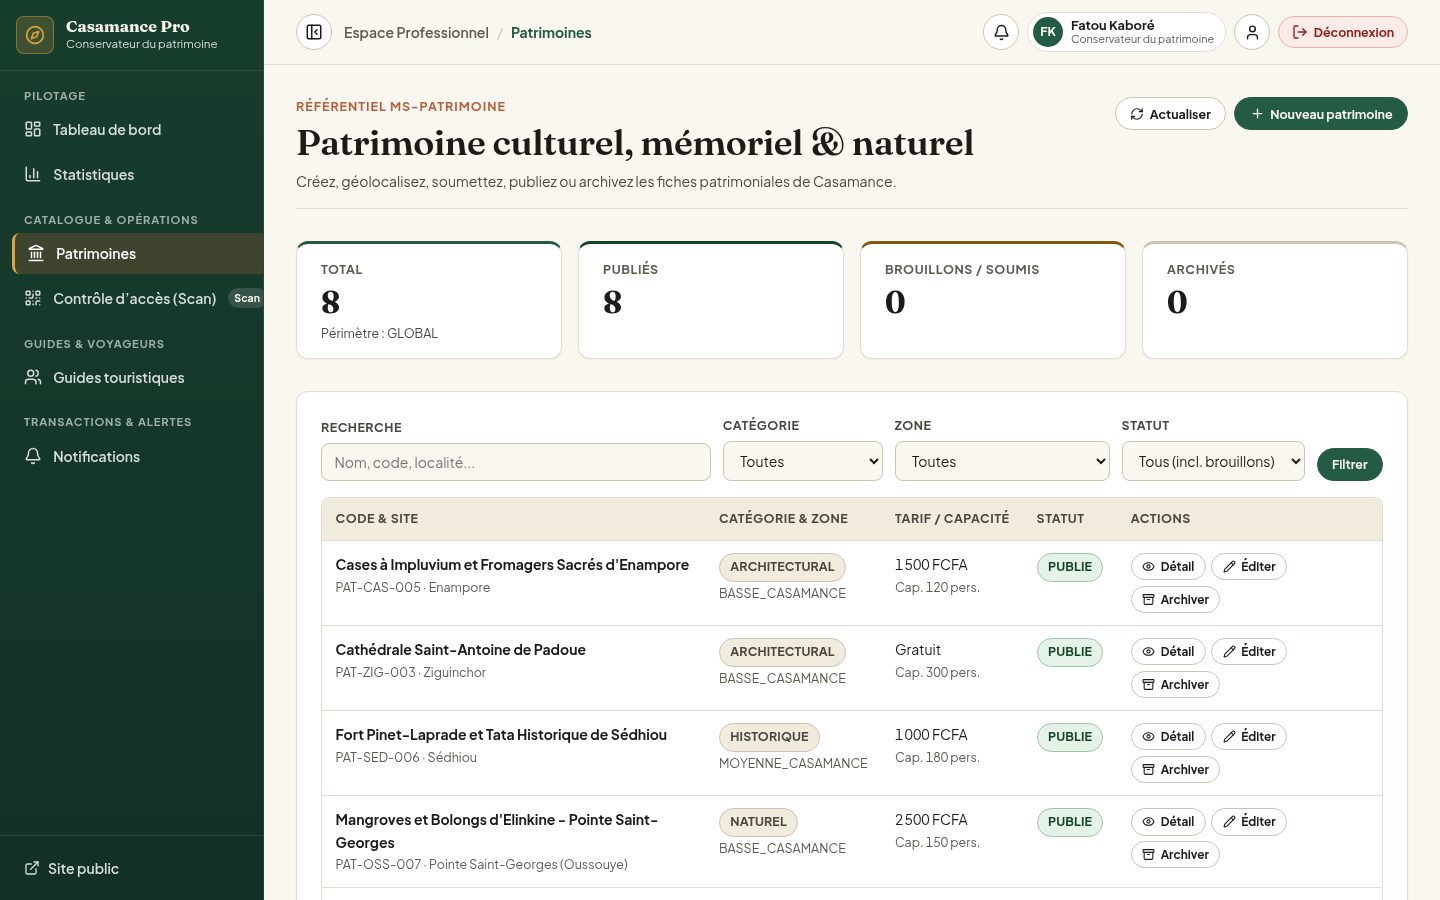 Casamance Pro
Conservateur du patrimoine
PILOTAGE
Tableau de bord
Statistiques
CATALOGUE & OPÉRATIONS
Patrimoines
Contrôle d’accès (Scan) Scan
GUIDES & VOYAGEURS
Guides touristiques
TRANSACTIONS & ALERTES
Notifications
Site public
Espace Professionnel / Patrimoines
FK
Fatou Kaboré
Conservateur du patrimoine
Déconnexion
RÉFÉRENTIEL MS-PATRIMOINE
Patrimoine culturel, mémoriel & naturel
Créez, géolocalisez, soumettez, publiez ou archivez les fiches patrimoniales de Casamance.
Actualiser
Nouveau patrimoine
TOTAL
8
Périmètre : GLOBAL
PUBLIÉS
8
BROUILLONS / SOUMIS
0
ARCHIVÉS
0
RECHERCHE
Nom, code, localité...
CATÉGORIE
Toutes
ZONE
Toutes
STATUT
Tous (incl. brouillons)
Filtrer
CODE & SITE CATÉGORIE & ZONE TARIF / CAPACITÉ STATUT ACTIONS
Cases à Impluvium et Fromagers Sacrés d'Enampore
PAT-CAS-005 · Enampore
ARCHITECTURAL
BASSE_CASAMANCE
1500 FCFA
Cap. 120 pers.
PUBLIE
Détail
Éditer
Archiver
Cathédrale Saint-Antoine de Padoue
PAT-ZIG-003 · Ziguinchor
ARCHITECTURAL
BASSE_CASAMANCE
Gratuit
Cap. 300 pers.
PUBLIE
Détail
Éditer
Archiver
Fort Pinet-Laprade et Tata Historique de Sédhiou
PAT-SED-006 · Sédhiou
HISTORIQUE
MOYENNE_CASAMANCE
1000 FCFA
Cap. 180 pers.
PUBLIE
Détail
Éditer
Archiver
Mangroves et Bolongs d'Elinkine - Pointe Saint-
Georges
PAT-OSS-007 · Pointe Saint-Georges (Oussouye)
NATUREL
BASSE_CASAMANCE
2500 FCFA
Cap. 150 pers.
PUBLIE
Détail
Éditer
Archiver